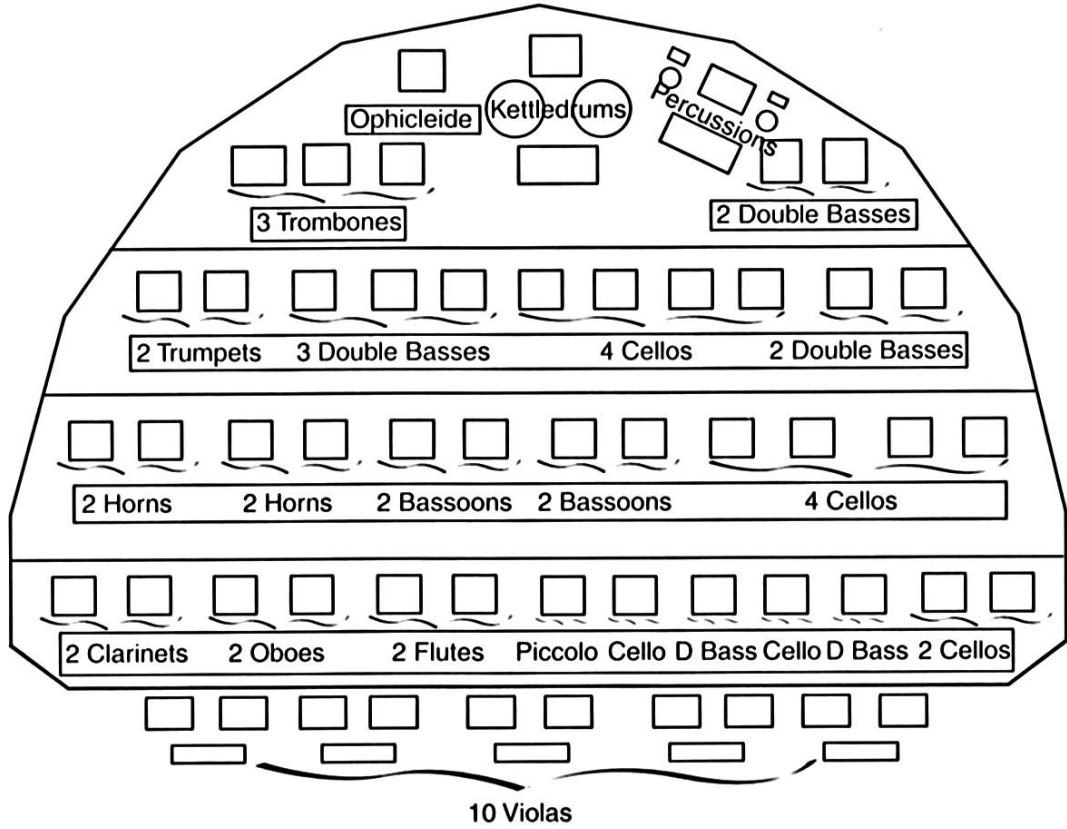 Ophicleide
Kettledrums
Percussions
3 Trombones
2 Double Basses
2 Trumpets 3 Double Basses 4 Cellos 2 Double Basses
2 Horns 2 Horns 2 Bassoons 2 Bassoons 4 Cellos
2 Clarinets 2 Oboes 2 Flutes Piccolo Cello D Bass Cello D Bass 2 Cellos
10 Violas